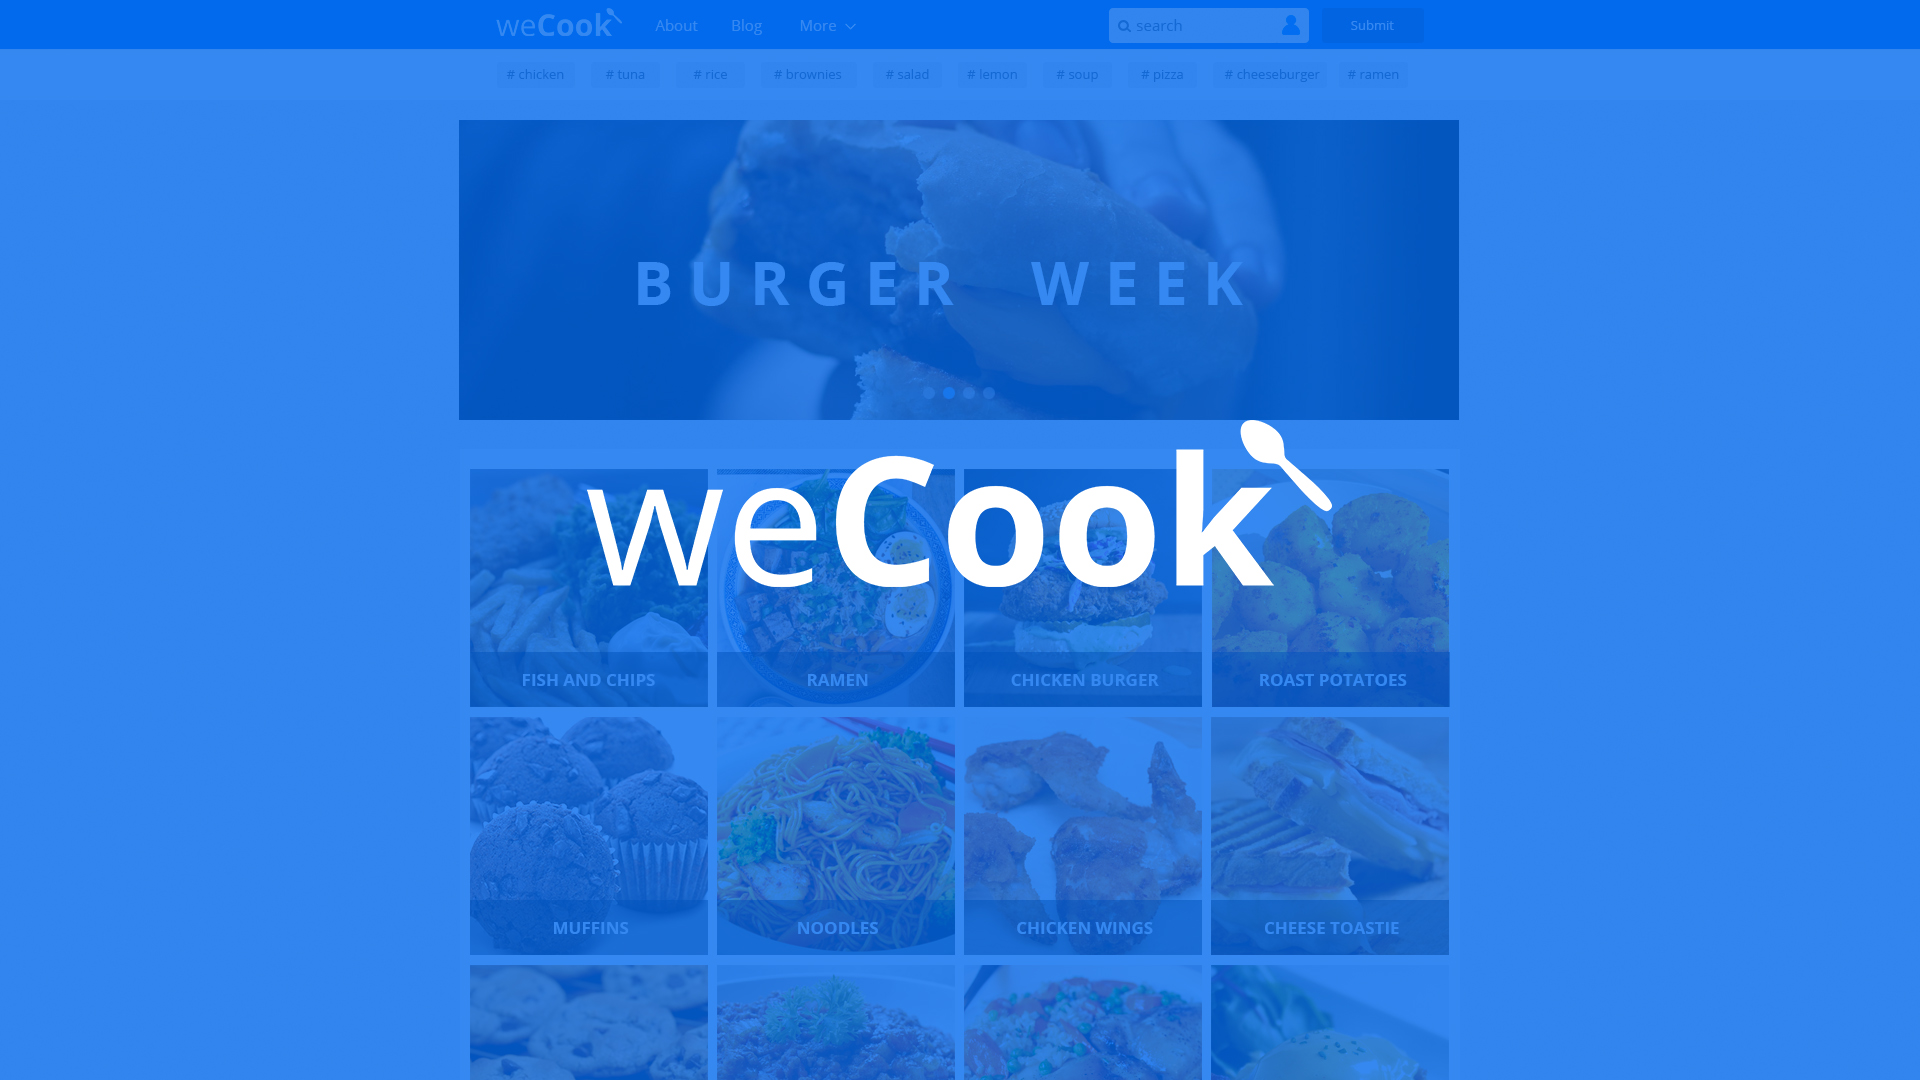 weCook About Blog More search Submit
# chicken # tuna # rice # brownies # salad # lemon # soup # pizza # cheeseburger # ramen
BURGER WEEK
weCook
FISH AND CHIPS RAMEN CHICKEN BURGER ROAST POTATOES
MUFFINS NOODLES CHICKEN WINGS CHEESE TOASTIE